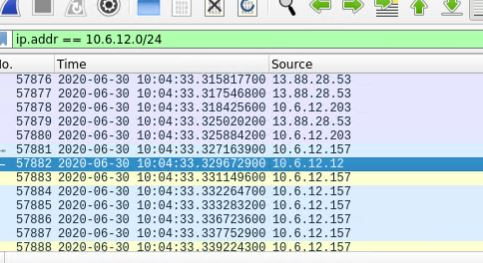 ip.addr == 10.6.12.0/24
Time Source
57876 2020-06-30 10:04:33.315817700 13.88.28.53
57877 2020-06-30 10:04:33.317546800 13.88.28.53
57878 2020-06-30 10:04:33.318425600 10.6.12.203
57879 2020-06-30 10:04:33.325020200 13.88.28.53
57880 2020-06-30 10:04:33.325884200 10.6.12.203
57881 2020-06-30 10:04:33.327163900 10.6.12.157
57882 2020-06-30 10:04:33.329672900 10.6.12.12
57883 2020-06-30 10:04:33.331149600 10.6.12.157
57884 2020-06-30 10:04:33.332264700 10.6.12.157
57885 2020-06-30 10:04:33.333283200 10.6.12.157
57886 2020-06-30 10:04:33.336723600 10.6.12.157
57887 2020-06-30 10:04:33.337752900 10.6.12.157
57888 2020-06-30 10:04:33.339224300 10.6.12.157